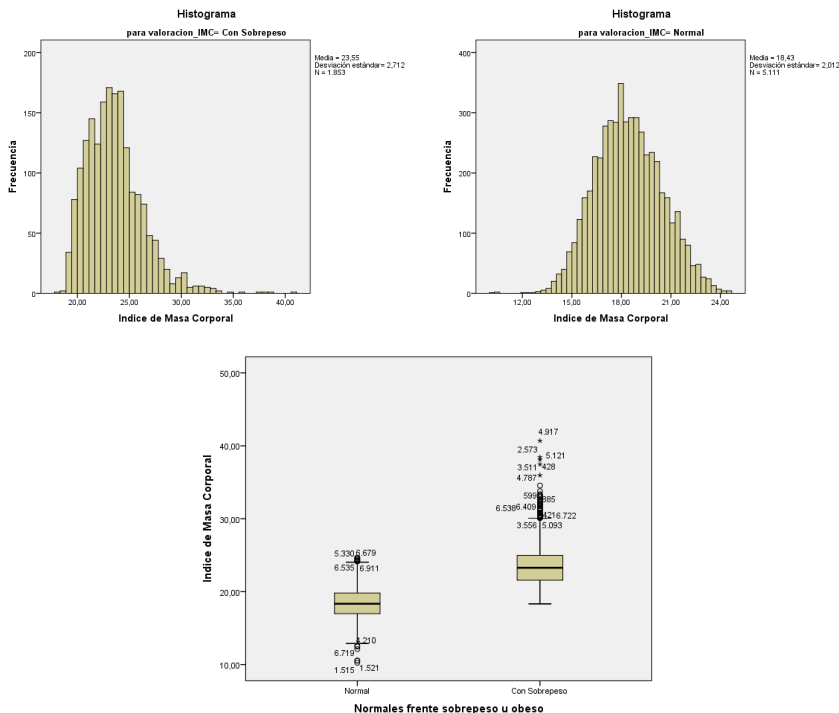 Histograma
para valoracion_IMC= Con Sobrepeso
Media = 23,55
Desviación estándar= 2,712
N = 1.853
200
150
100
50
0
Frecuencia
20,00 25,00 30,00 35,00 40,00
Indice de Masa Corporal
Histograma
para valoracion_IMC= Normal
Media = 18,43
Desviación estándar= 2,012
N = 5.111
400
300
200
100
0
Frecuencia
12,00 15,00 18,00 21,00 24,00
Indice de Masa Corporal
50,00
40,00
30,00
20,00
10,00
Indice de Masa Corporal
4.917
2.573 5.121
3.511 428
4.787
599
6.538 6.409 6.722
3.556 5.093
5.330 6.679
6.535 6.911
4.210
6.719
1.515 1.521
Normal Con Sobrepeso
Normales frente sobrepeso u obeso